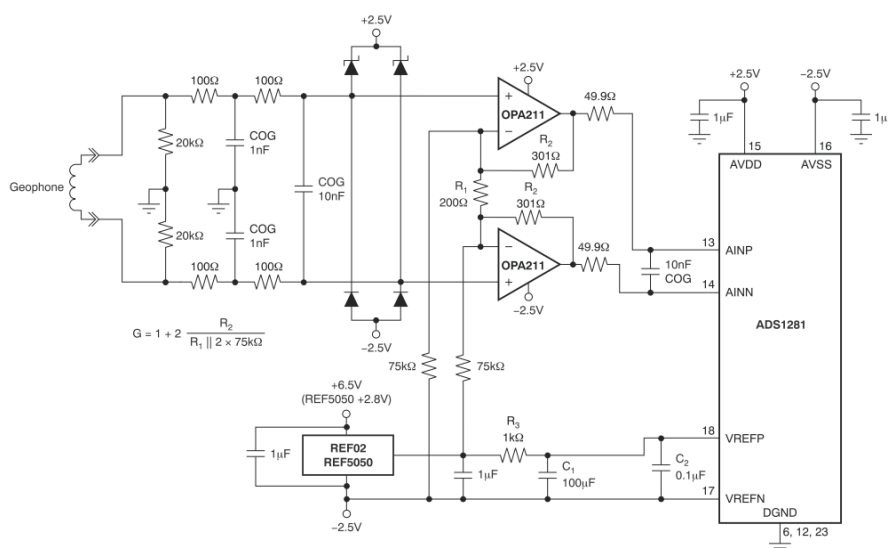 +2.5V
100Ω
100Ω
20kΩ
COG
1nF
Geophone
COG
10nF
COG
1nF
20kΩ
100Ω
100Ω
-2.5V
+2.5V
OPA211
+
−
R2
301Ω
R1
200Ω
R2
301Ω
49.9Ω
−
+
OPA211
49.9Ω
-2.5V
75kΩ
75kΩ
G = 1 + 2 R2
R1 || 2 × 75kΩ
+6.5V
(REF5050 +2.8V)
REF02
REF5050
1μF
-2.5V
1μF
R3
1kΩ
C1
100μF
C2
0.1μF
10nF
COG
+2.5V
-2.5V
1μF
1μ
15
16
AVDD
AVSS
13
AINP
14
AINN
ADS1281
18
VREFP
17
VREFN
DGND
6, 12, 23